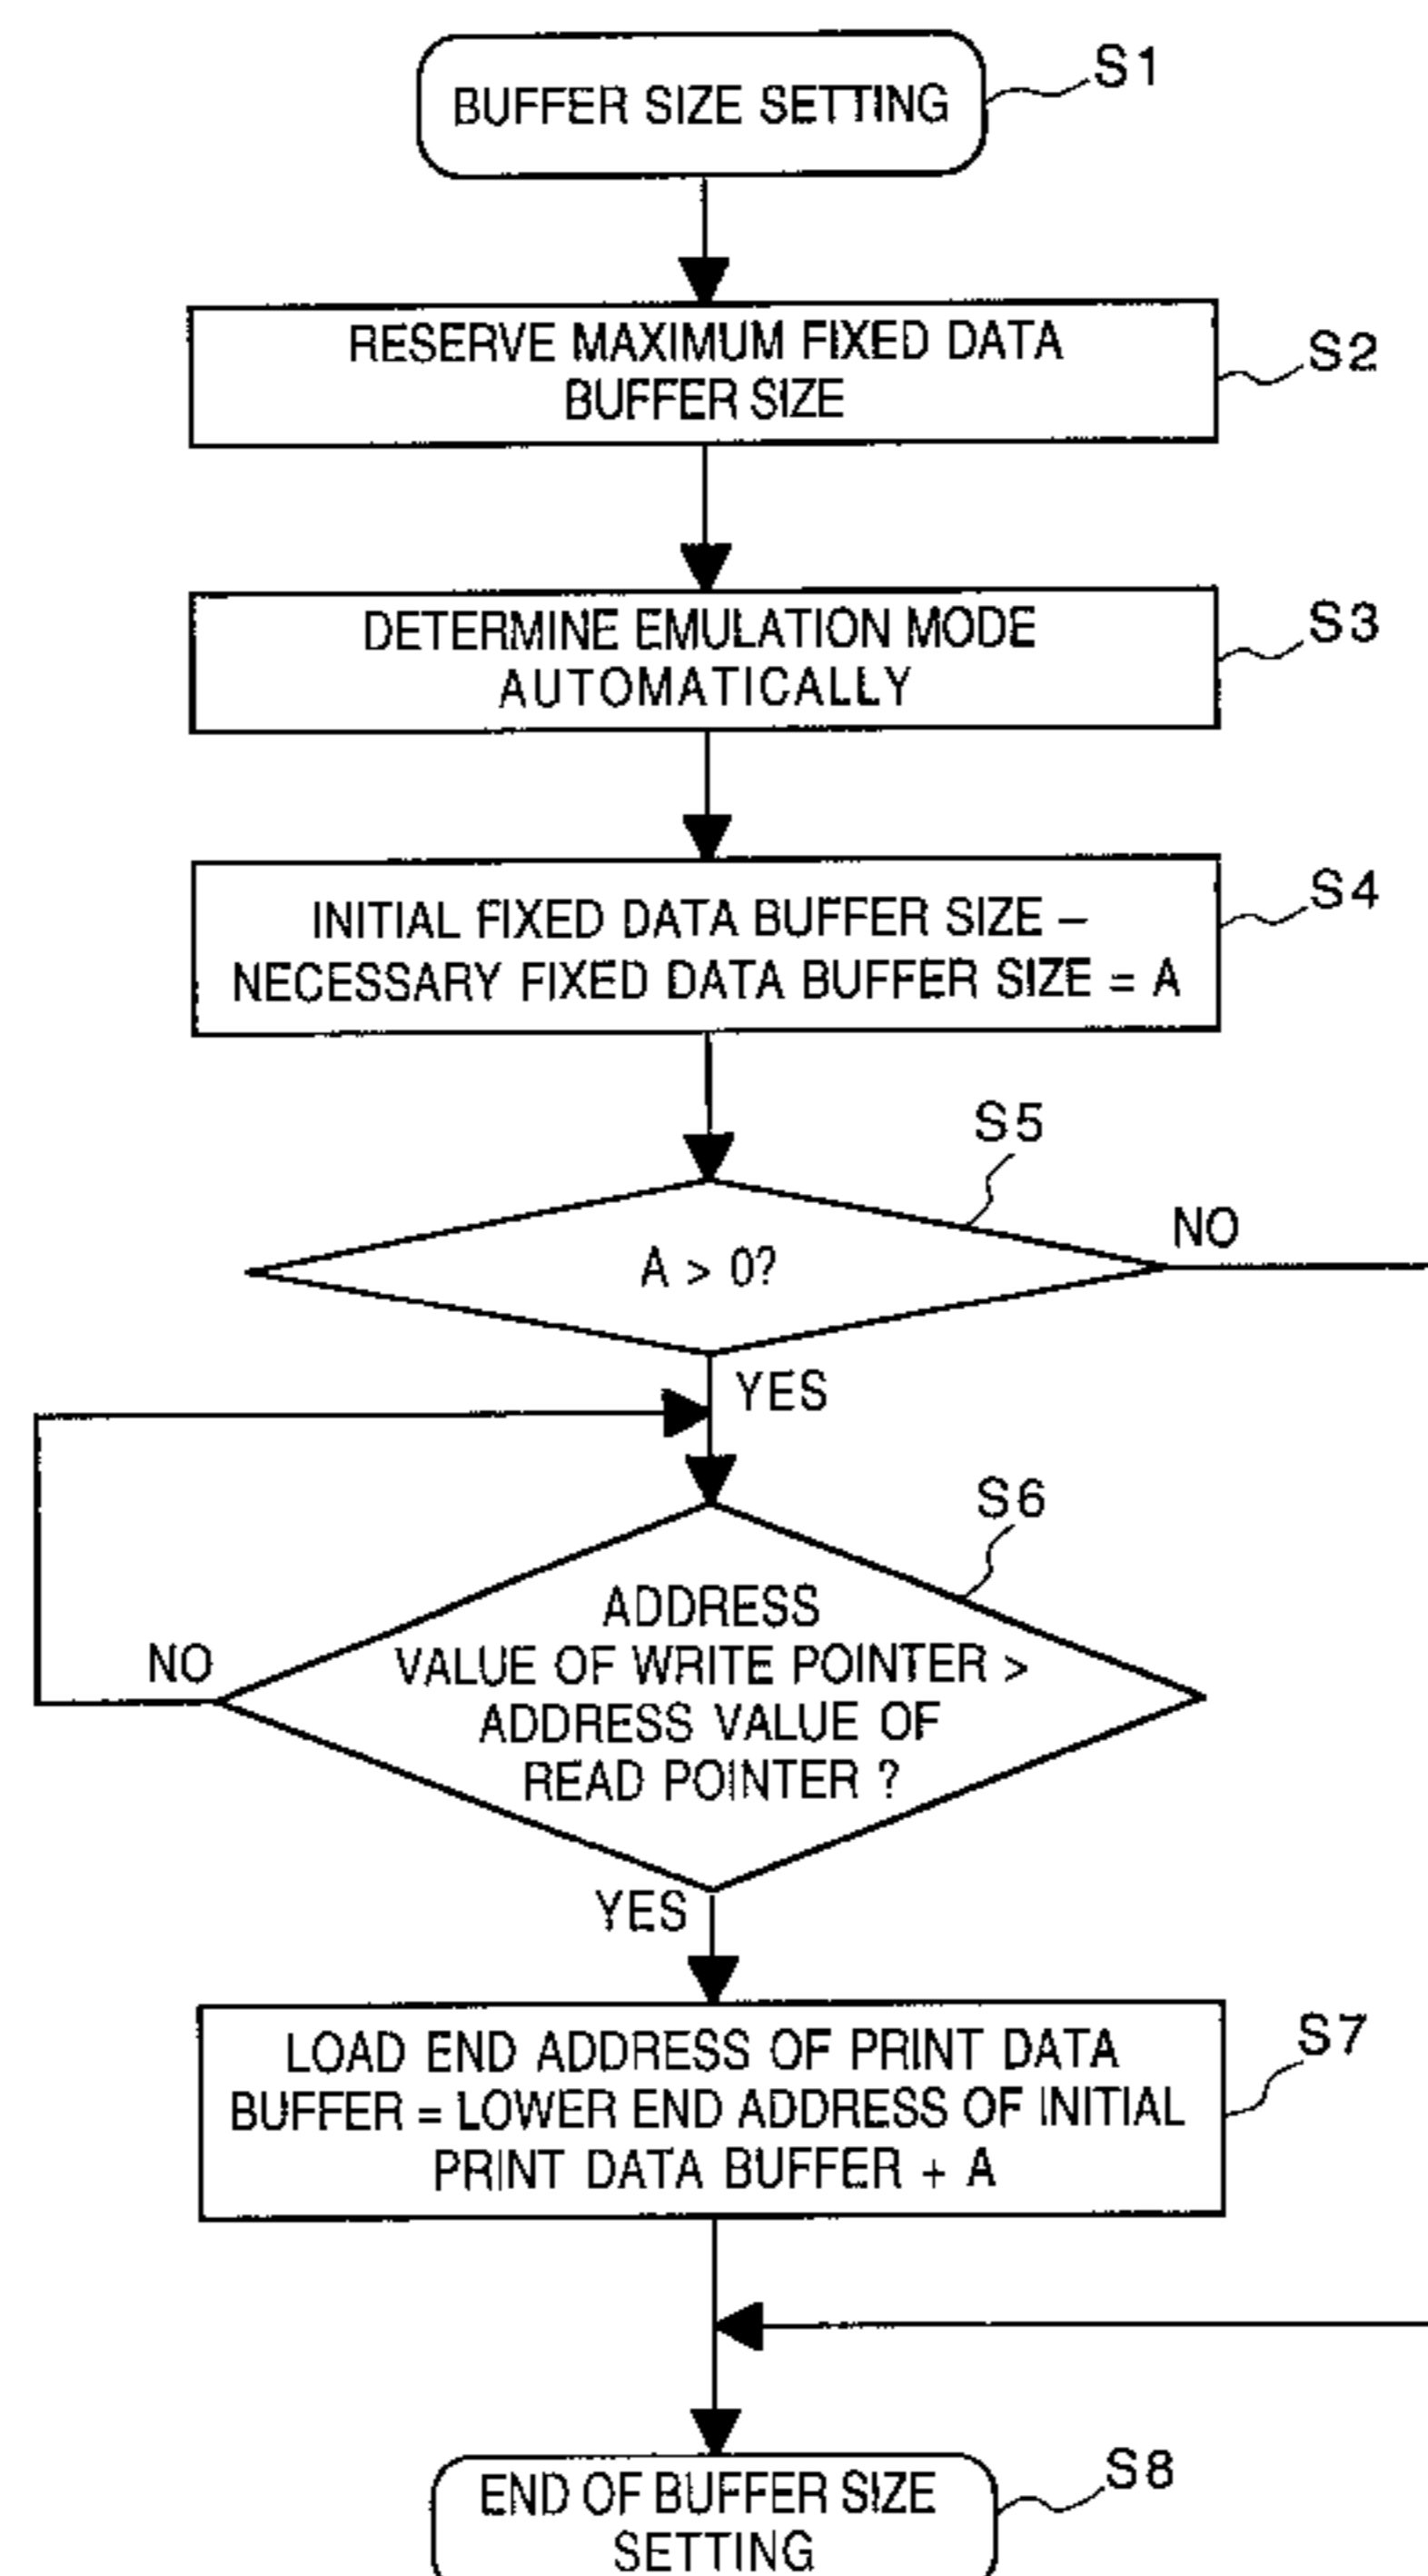 BUFFER SIZE SETTING
S1
RESERVE MAXIMUM FIXED DATA
BUFFER SIZE
S2
DETERMINE EMULATION MODE
AUTOMATICALLY
S3
INITIAL FIXED DATA BUFFER SIZE –
NECESSARY FIXED DATA BUFFER SIZE = A
S4
S5
A > 0?
NO
YES
S6
ADDRESS
VALUE OF WRITE POINTER >
ADDRESS VALUE OF
READ POINTER ?
NO
YES
LOAD END ADDRESS OF PRINT DATA
BUFFER = LOWER END ADDRESS OF INITIAL
PRINT DATA BUFFER + A
S7
END OF BUFFER SIZE
SETTING
S8